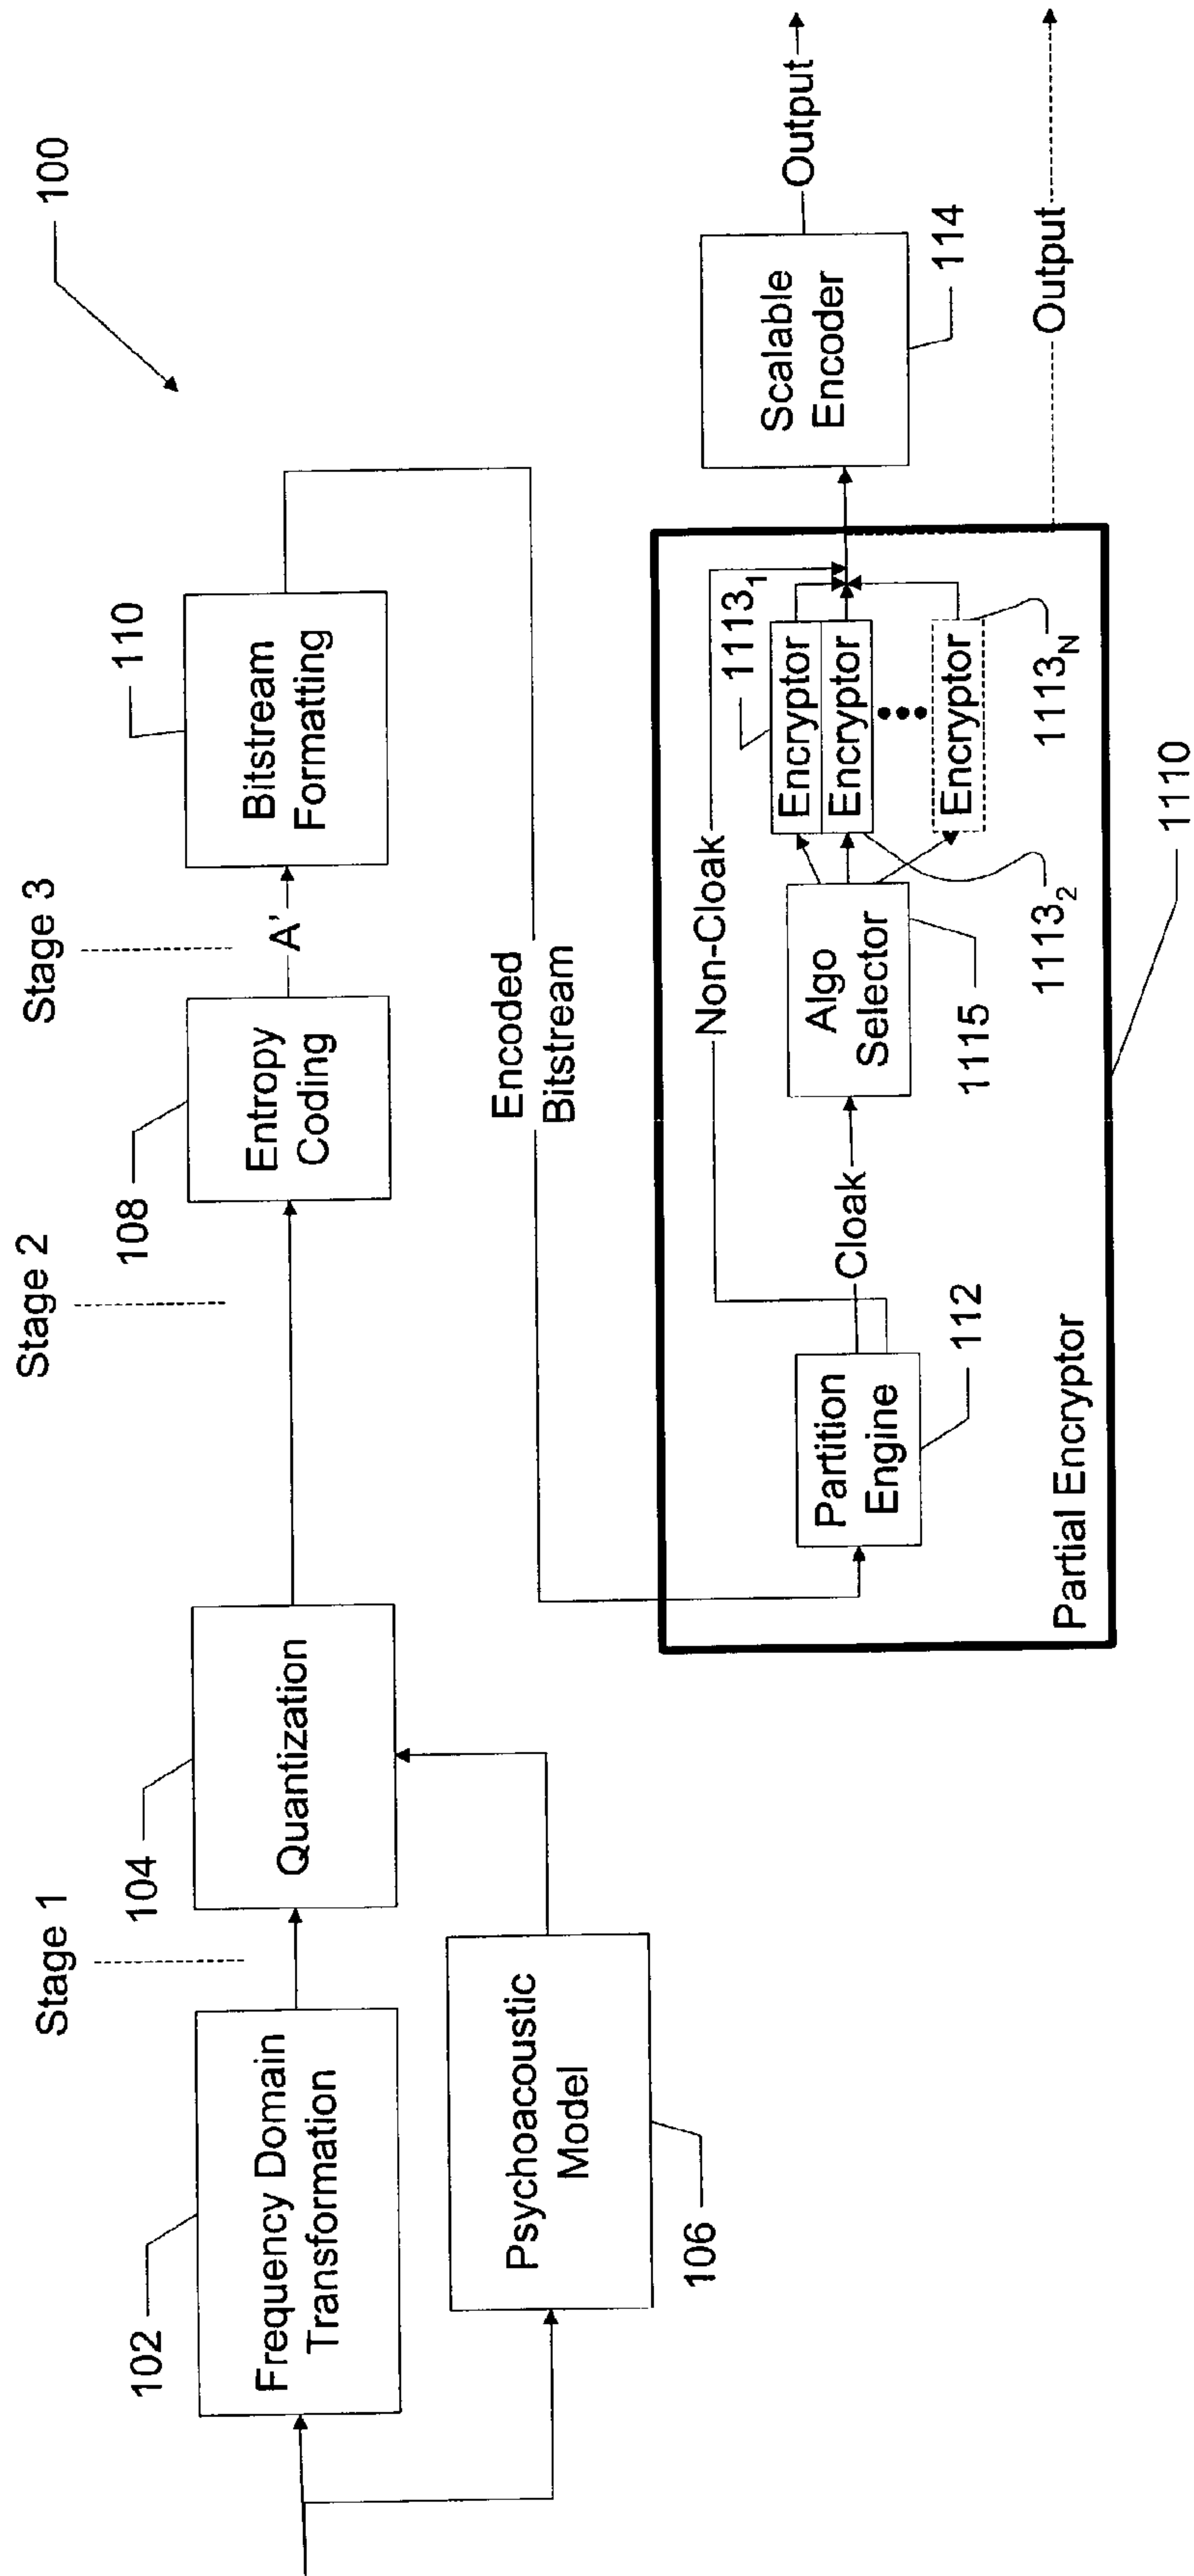 100
Stage 1
Stage 2
Stage 3
102
Frequency Domain
Transformation
104
Quantization
108
Entropy
Coding
A'
110
Bitstream
Formatting
106
Psychoacoustic
Model
Encoded
Bitstream
Partition
Engine
112
Cloak
Non-Cloak
Algo
Selector
1115
1113₁
Encryptor
Encryptor
Encryptor
1113₂
1113N
Partial Encryptor
1110
Scalable
Encoder
114
Output
Output